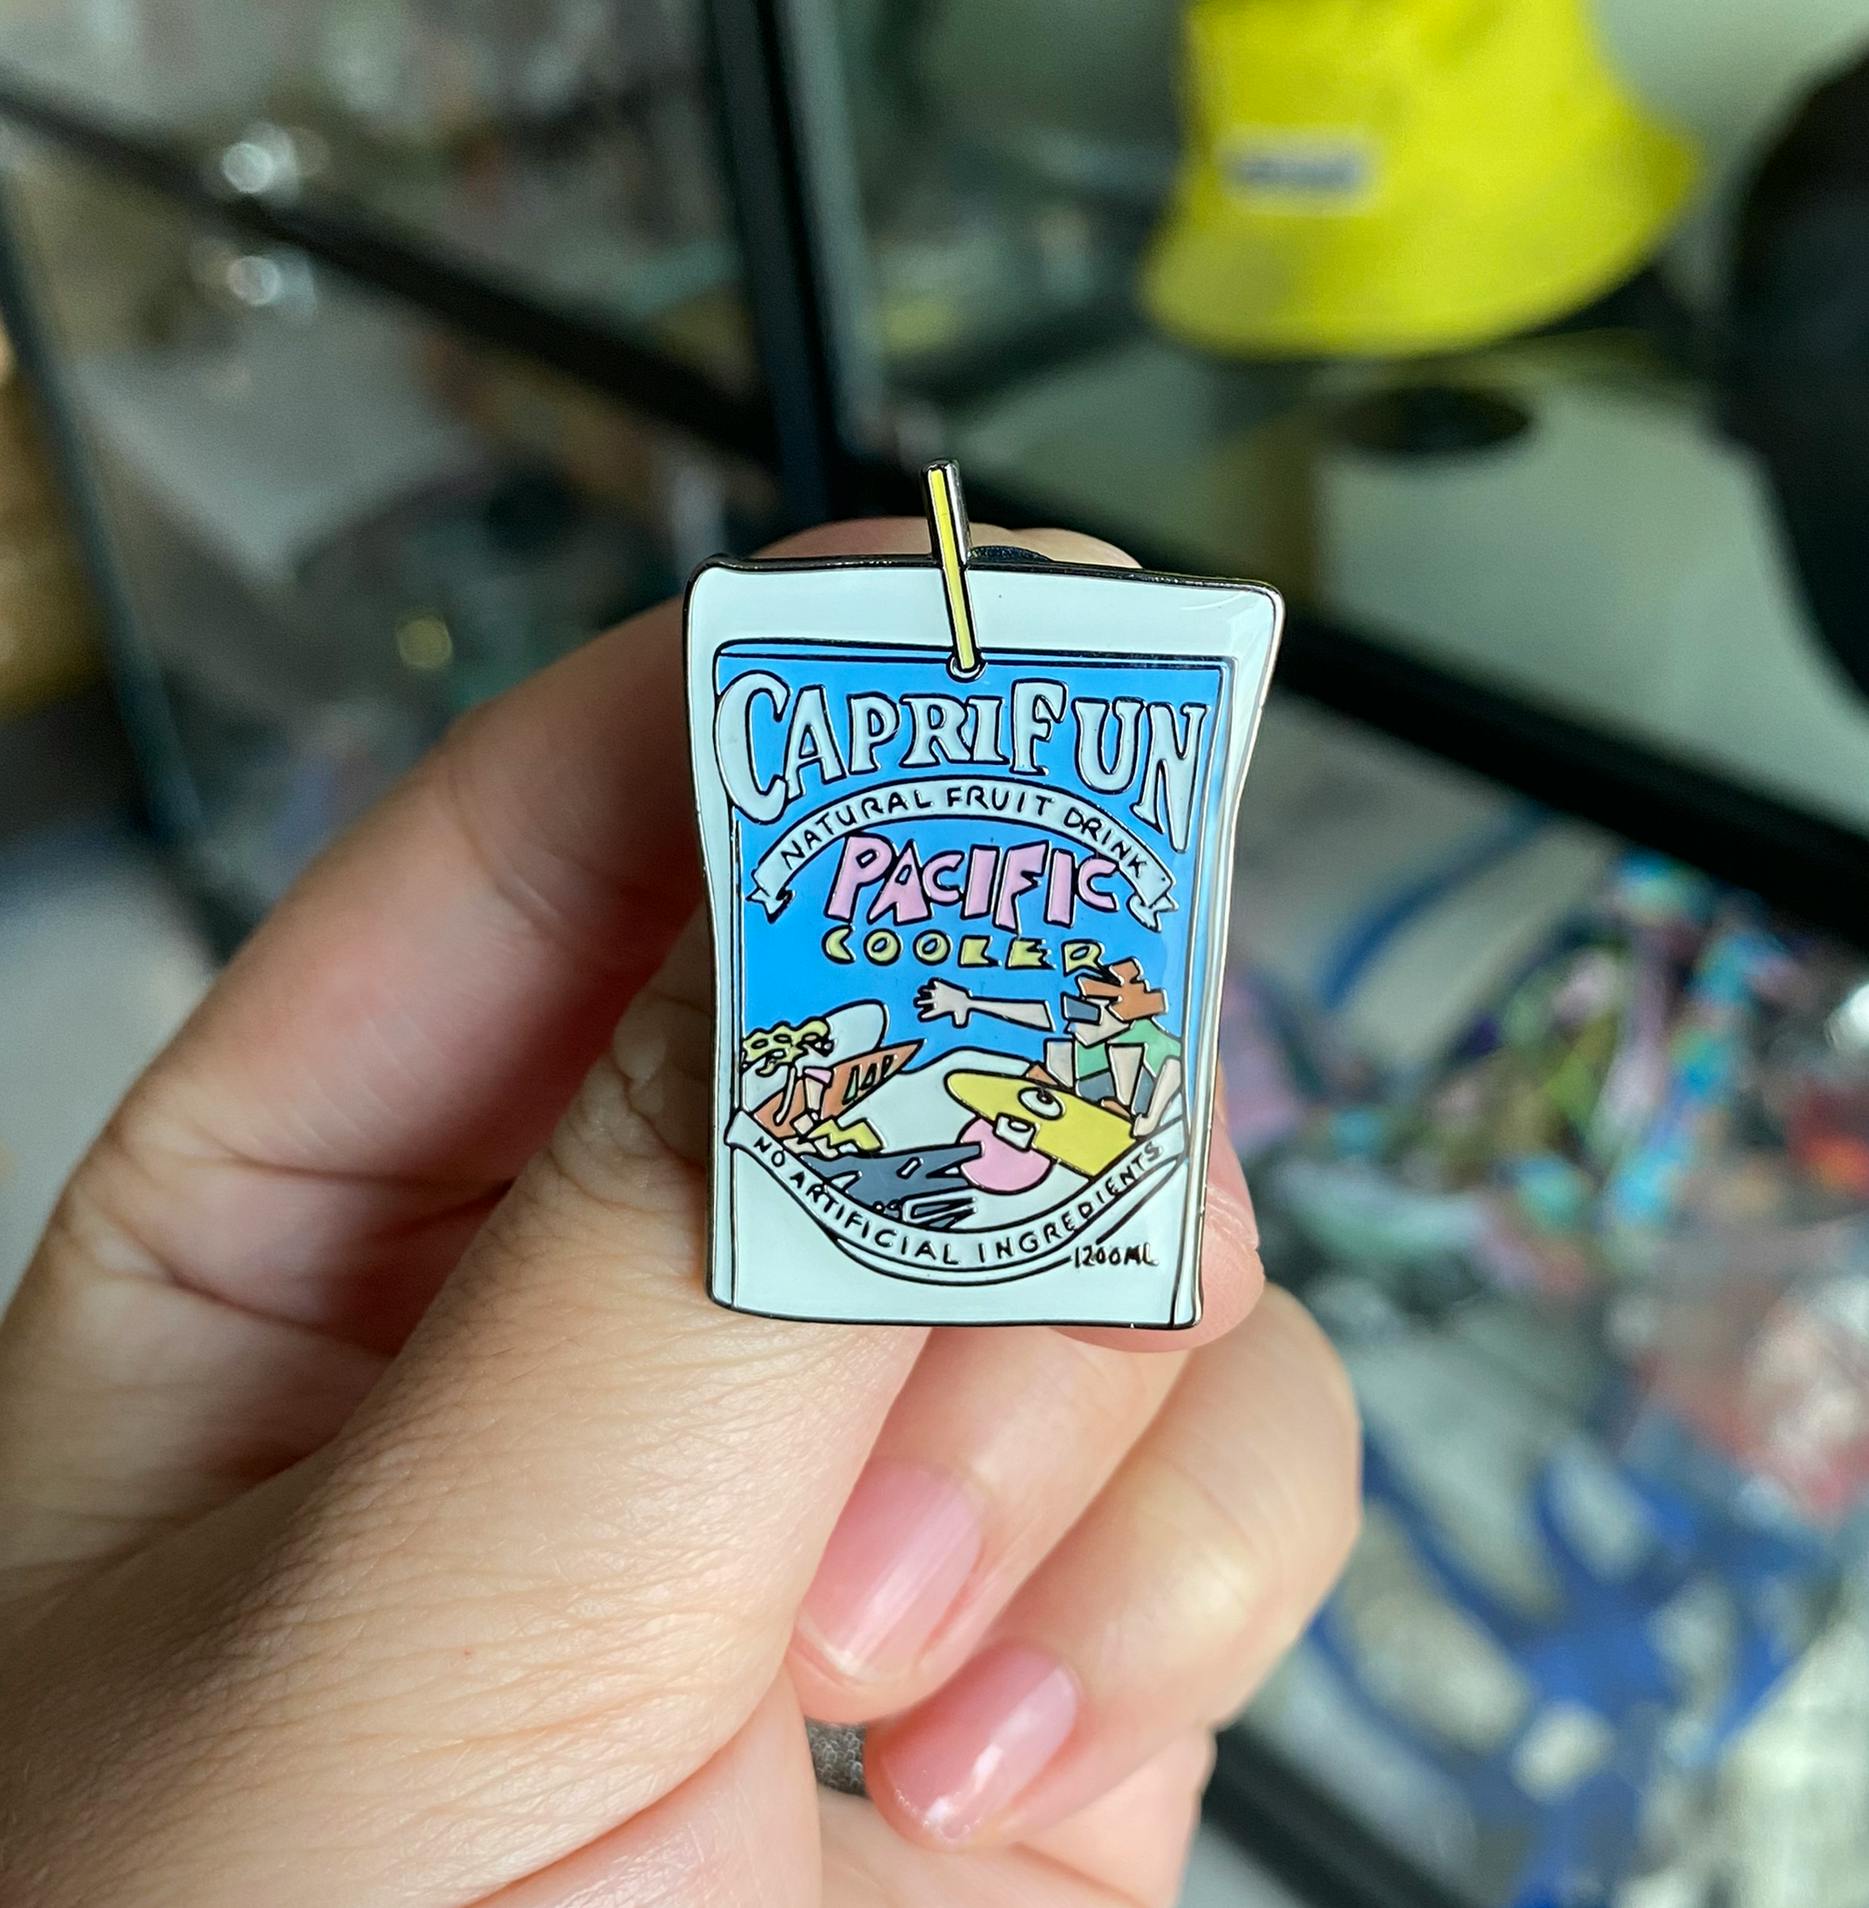 CAPRIFUN
NATURAL FRUIT DRINK
PACIFIC
COOLER
NO ARTIFICIAL INGREDIENTS
1200ML